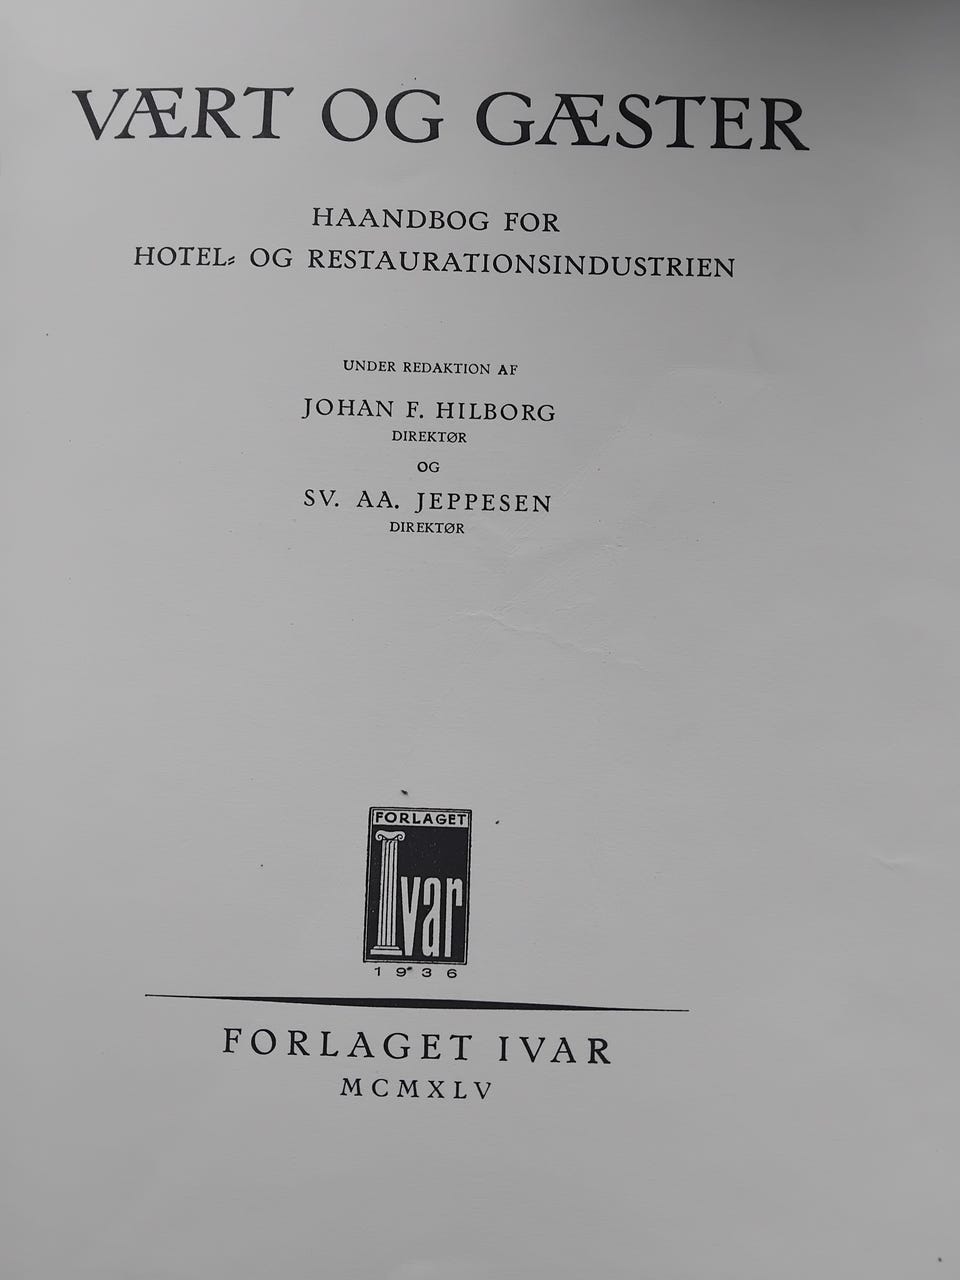 VÆRT OG GÆSTER
HAANDBOG FOR
HOTEL- OG RESTAURATIONSINDUSTRIEN
UNDER REDAKTION AF
JOHAN F. HILBORG
DIREKTØR
OG
SV. AA. JEPPESEN
DIREKTØR
FORLAGET
Ivar
1936
FORLAGET IVAR
MCMXLV